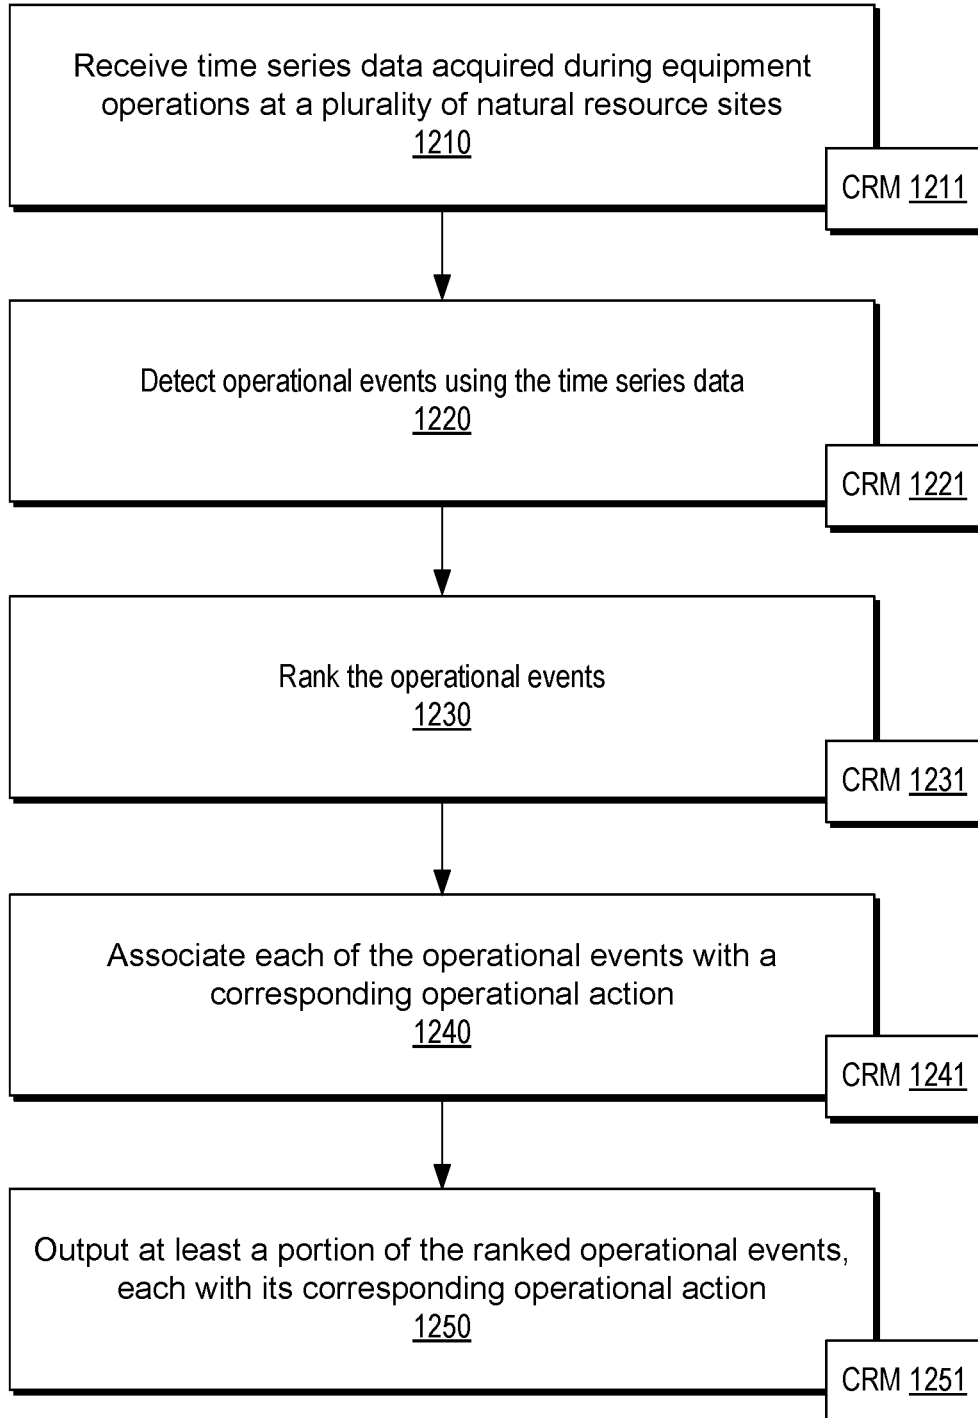 Receive time series data acquired during equipment
operations at a plurality of natural resource sites
1210
CRM 1211
Detect operational events using the time series data
1220
CRM 1221
Rank the operational events
1230
CRM 1231
Associate each of the operational events with a
corresponding operational action
1240
CRM 1241
Output at least a portion of the ranked operational events,
each with its corresponding operational action
1250
CRM 1251